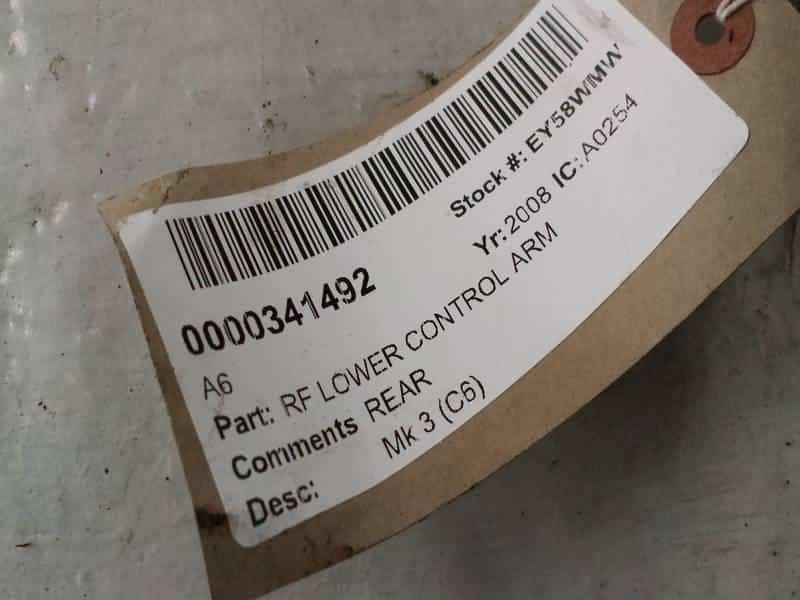 0000341492 Stock #: EY58WMW
A6 Yr: 2008 IC: A0254
Part: RF LOWER CONTROL ARM
Comments REAR
Desc: Mk 3 (C6)